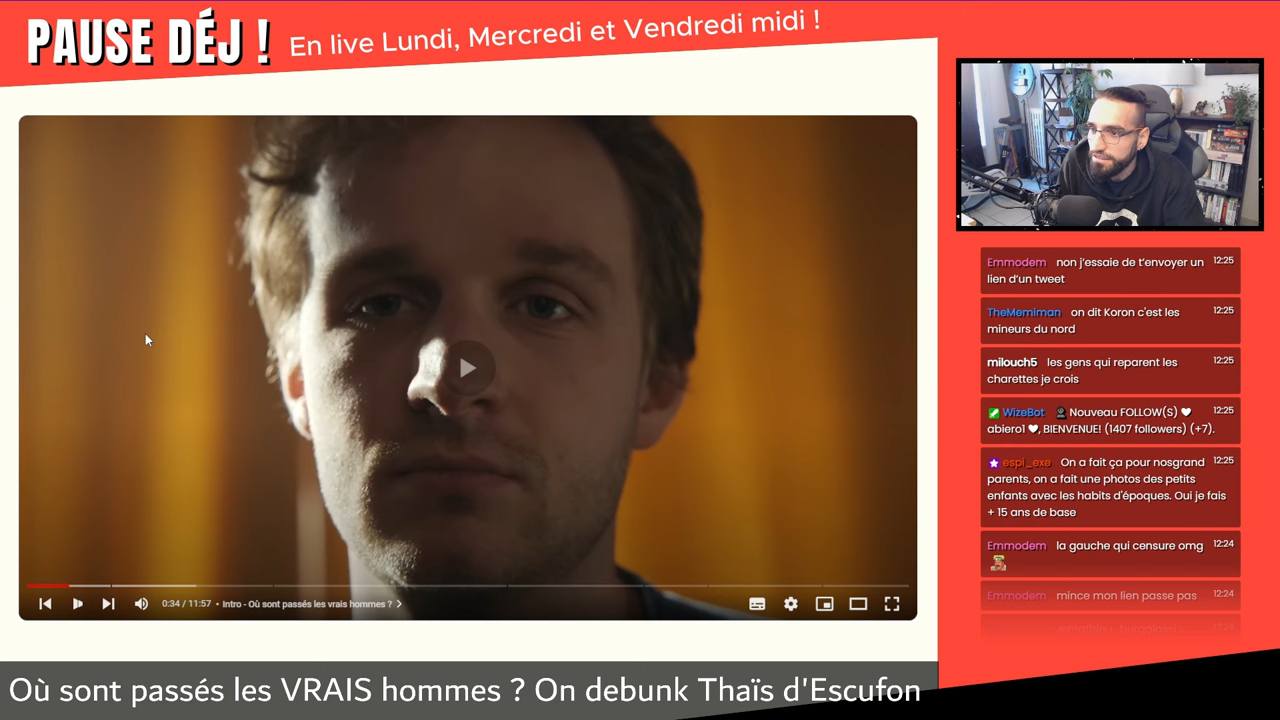 PAUSE DÉJ !
En live Lundi, Mercredi et Vendredi midi !
Emmodem non j'essaie de t'envoyer un 12:25
lien d'un tweet
TheMemiman on dit Koron c'est les 12:25
mineurs du nord
milouch5 les gens qui reparent les 12:25
charettes je crois
WizeBot Nouveau FOLLOW(S) 12:25
abiero1 , BIENVENUE! (1407 followers) (+7).
espi_exe On a fait ça pour nosgrand 12:25
parents, on a fait une photos des petits
enfants avec les habits d'époques. Oui je fais
+ 15 ans de base
Emmodem la gauche qui censure omg 12:24
Emmodem mince mon lien passe pas 12:24
12:24
0:34 / 11:57 • Intro - Où sont passés les vrais hommes ?
Où sont passés les VRAIS hommes ? On debunk Thaïs d'Escufon